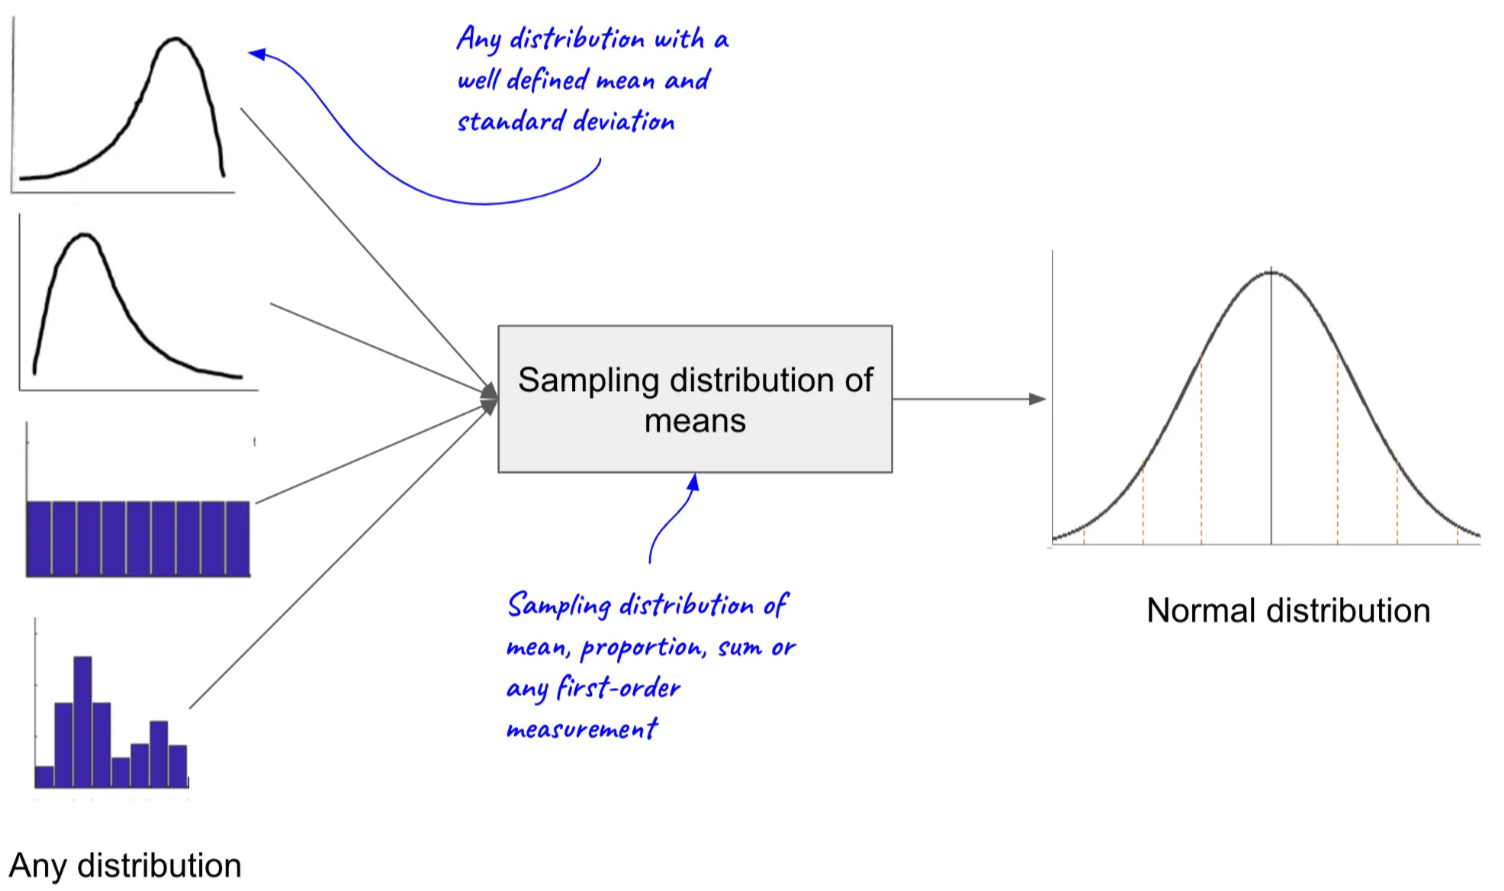 Any distribution with a
well defined mean and
standard deviation
Sampling distribution of
means
Sampling distribution of
mean, proportion, sum or
any first-order
measurement
Normal distribution
Any distribution